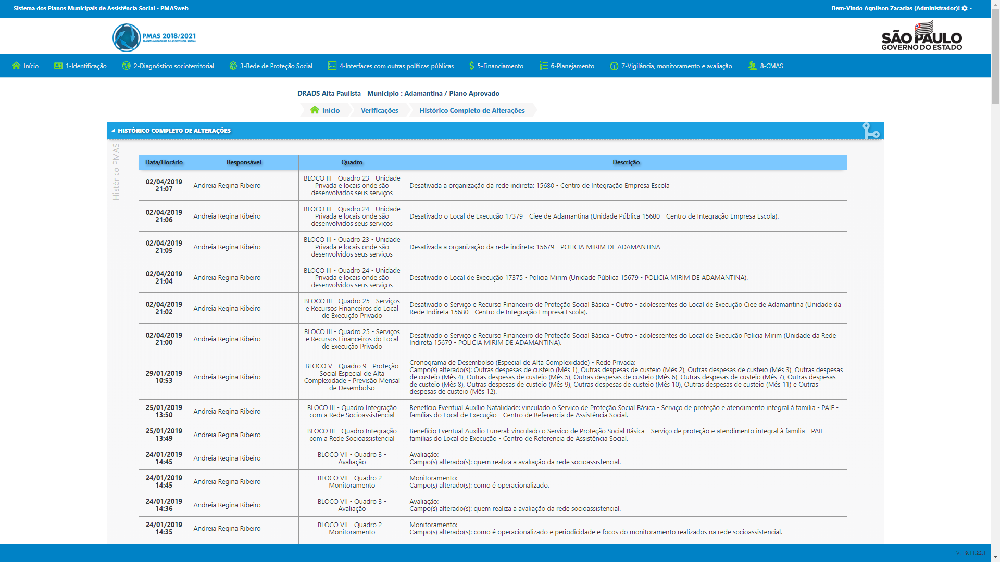 Sistema dos Planos Municipais de Assistência Social - PMASweb
Bem-Vindo Agnilson Zacarias (Administrador)!
PMAS 2018/2021
PLANOS MUNICIPAIS DE ASSISTÊNCIA SOCIAL
SÃO PAULO
GOVERNO DO ESTADO
Início
1-Identificação
2-Diagnóstico socioterritorial
3-Rede de Proteção Social
4-Interfaces com outras políticas públicas
5-Financiamento
6-Planejamento
7-Vigilância, monitoramento e avaliação
8-CMAS
DRADS Alta Paulista - Município : Adamantina / Plano Aprovado
Início
Verificações
Histórico Completo de Alterações
HISTÓRICO COMPLETO DE ALTERAÇÕES
Histórico PMAS
Data/Horário
Responsável
Quadro
Descrição
02/04/2019
21:07
Andreia Regina Ribeiro
BLOCO III - Quadro 23 - Unidade
Privada e locais onde são
desenvolvidos seus serviços
Desativada a organização da rede indireta: 15680 - Centro de Integração Empresa Escola
02/04/2019
21:06
Andreia Regina Ribeiro
BLOCO III - Quadro 24 - Unidade
Privada e locais onde são
desenvolvidos seus serviços
Desativado o Local de Execução 17379 - Ciee de Adamantina (Unidade Pública 15680 - Centro de Integração Empresa Escola).
02/04/2019
21:05
Andreia Regina Ribeiro
BLOCO III - Quadro 23 - Unidade
Privada e locais onde são
desenvolvidos seus serviços
Desativada a organização da rede indireta: 15679 - POLICIA MIRIM DE ADAMANTINA
02/04/2019
21:04
Andreia Regina Ribeiro
BLOCO III - Quadro 24 - Unidade
Privada e locais onde são
desenvolvidos seus serviços
Desativado o Local de Execução 17375 - Policia Mirim (Unidade Pública 15679 - POLICIA MIRIM DE ADAMANTINA).
02/04/2019
21:02
Andreia Regina Ribeiro
BLOCO III - Quadro 25 - Serviços
e Recursos Financeiros do Local
de Execução Privado
Desativado o Serviço e Recurso Financeiro de Proteção Social Básica - Outro - adolescentes do Local de Execução Ciee de Adamantina (Unidade da
Rede Indireta 15680 - Centro de Integração Empresa Escola).
02/04/2019
21:00
Andreia Regina Ribeiro
BLOCO III - Quadro 25 - Serviços
e Recursos Financeiros do Local
de Execução Privado
Desativado o Serviço e Recurso Financeiro de Proteção Social Básica - Outro - adolescentes do Local de Execução Policia Mirim (Unidade da Rede
Indireta 15679 - POLICIA MIRIM DE ADAMANTINA).
29/01/2019
10:53
Andreia Regina Ribeiro
BLOCO V - Quadro 9 - Proteção
Social Especial de Alta
Complexidade - Previsão Mensal
de Desembolso
Cronograma de Desembolso (Especial de Alta Complexidade) - Rede Privada:
Campo(s) alterado(s): Outras despesas de custeio (Mês 1), Outras despesas de custeio (Mês 2), Outras despesas de custeio (Mês 3), Outras despesas
de custeio (Mês 4), Outras despesas de custeio (Mês 5), Outras despesas de custeio (Mês 6), Outras despesas de custeio (Mês 7), Outras despesas
de custeio (Mês 8), Outras despesas de custeio (Mês 9), Outras despesas de custeio (Mês 10), Outras despesas de custeio (Mês 11) e Outras
despesas de custeio (Mês 12).
25/01/2019
13:50
Andreia Regina Ribeiro
BLOCO III - Quadro Integração
com a Rede Socioassistencial
Benefício Eventual Auxílio Natalidade: vinculado o Servico de Proteção Social Básica - Serviço de proteção e atendimento integral à família - PAIF -
famílias do Local de Execução - Centro de Referencia de Assistência Social.
25/01/2019
13:49
Andreia Regina Ribeiro
BLOCO III - Quadro Integração
com a Rede Socioassistencial
Benefício Eventual Auxílio Funeral: vinculado o Servico de Proteção Social Básica - Serviço de proteção e atendimento integral à família - PAIF -
famílias do Local de Execução - Centro de Referencia de Assistência Social.
24/01/2019
14:45
Andreia Regina Ribeiro
BLOCO VII - Quadro 3 -
Avaliação
Avaliação:
Campo(s) alterado(s): quem realiza a avaliação da rede socioassistencial.
24/01/2019
14:45
Andreia Regina Ribeiro
BLOCO VII - Quadro 2 -
Monitoramento
Monitoramento:
Campo(s) alterado(s): como é operacionalizado.
24/01/2019
14:36
Andreia Regina Ribeiro
BLOCO VII - Quadro 3 -
Avaliação
Avaliação:
Campo(s) alterado(s): quem realiza a avaliação da rede socioassistencial.
24/01/2019
14:35
Andreia Regina Ribeiro
BLOCO VII - Quadro 2 -
Monitoramento
Monitoramento:
Campo(s) alterado(s): como é operacionalizado e periodicidade e focos do monitoramento realizados na rede socioassistencial.
V. 19.11.22.1